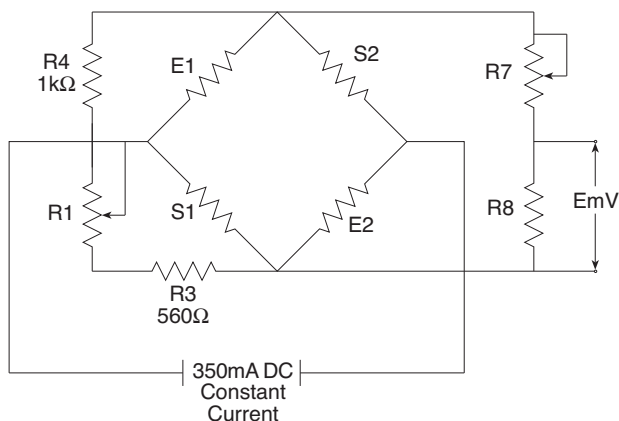 R4
1kΩ
E1
S2
R7
R1
S1
E2
R8
EmV
R3
560Ω
350mA DC
Constant
Current